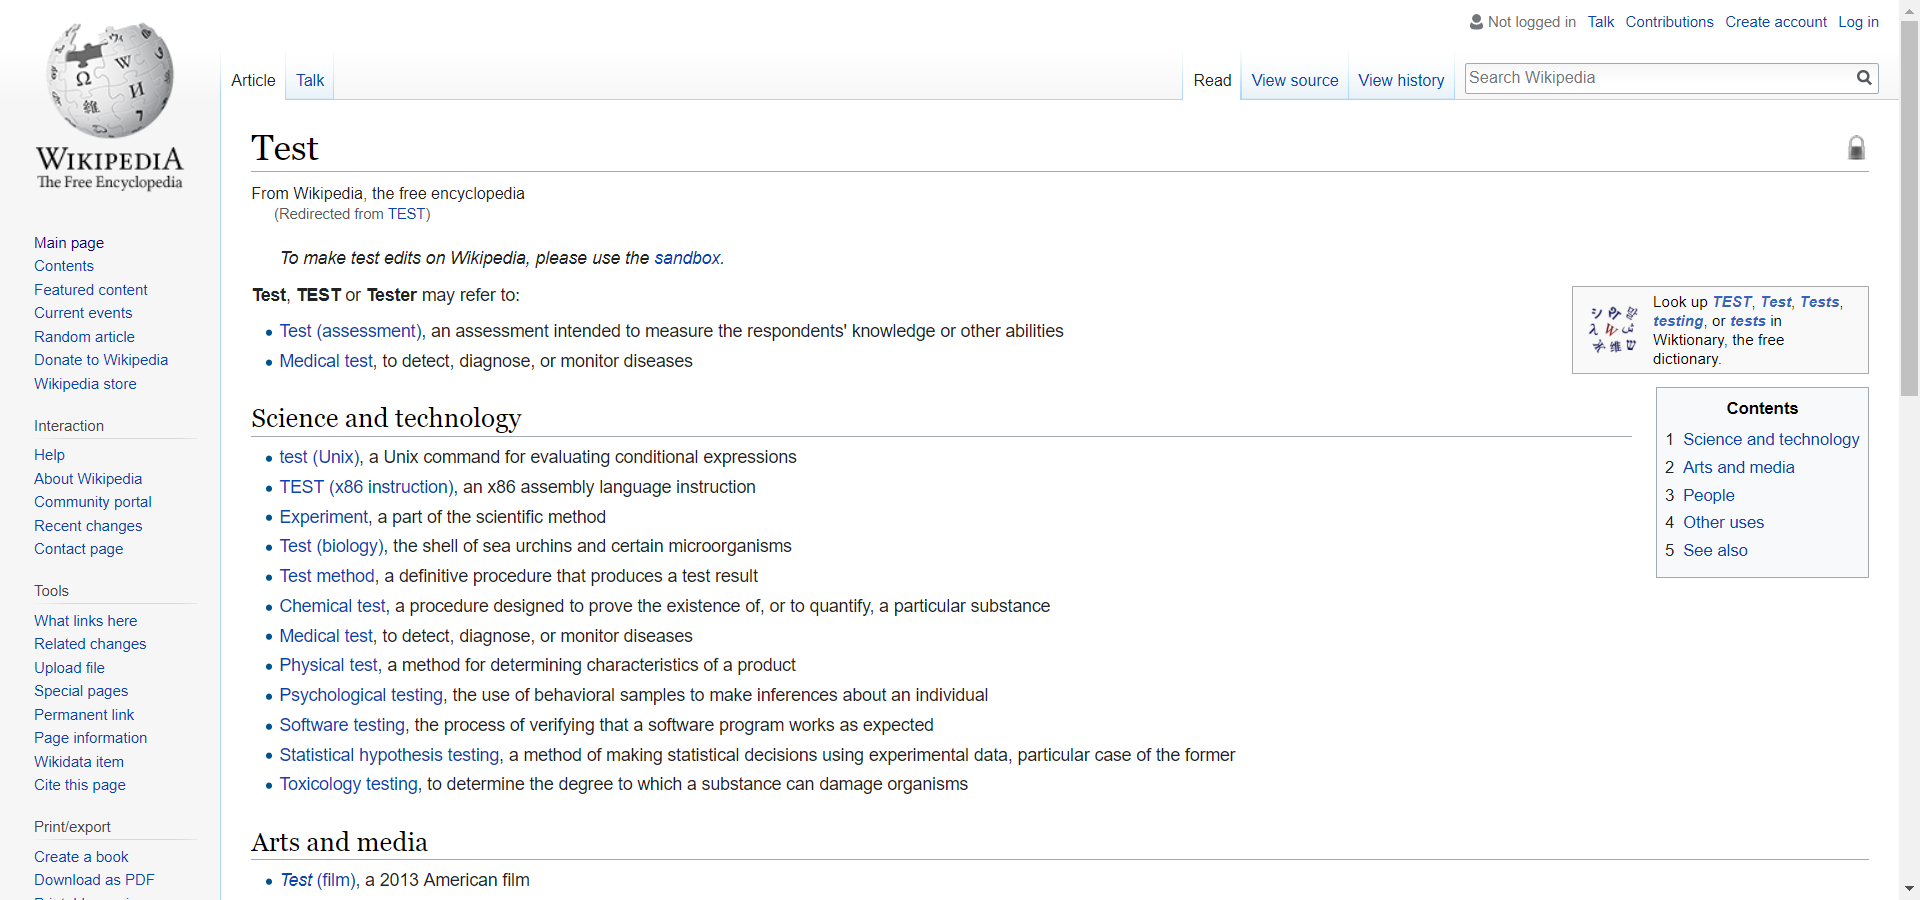 WIKIPEDIA
The Free Encyclopedia
Main page
Contents
Featured content
Current events
Random article
Donate to Wikipedia
Wikipedia store
Interaction
Help
About Wikipedia
Community portal
Recent changes
Contact page
Tools
What links here
Related changes
Upload file
Special pages
Permanent link
Page information
Wikidata item
Cite this page
Print/export
Create a book
Download as PDF
Not logged in Talk Contributions Create account Log in
Article Talk Read View source View history Search Wikipedia
Test
From Wikipedia, the free encyclopedia
(Redirected from TEST)
To make test edits on Wikipedia, please use the sandbox.
Test, TEST or Tester may refer to:
• Test (assessment), an assessment intended to measure the respondents' knowledge or other abilities
• Medical test, to detect, diagnose, or monitor diseases
Look up TEST, Test, Tests,
testing, or tests in
Wiktionary, the free
dictionary.
Contents
1 Science and technology
2 Arts and media
3 People
4 Other uses
5 See also
Science and technology
• test (Unix), a Unix command for evaluating conditional expressions
• TEST (x86 instruction), an x86 assembly language instruction
• Experiment, a part of the scientific method
• Test (biology), the shell of sea urchins and certain microorganisms
• Test method, a definitive procedure that produces a test result
• Chemical test, a procedure designed to prove the existence of, or to quantify, a particular substance
• Medical test, to detect, diagnose, or monitor diseases
• Physical test, a method for determining characteristics of a product
• Psychological testing, the use of behavioral samples to make inferences about an individual
• Software testing, the process of verifying that a software program works as expected
• Statistical hypothesis testing, a method of making statistical decisions using experimental data, particular case of the former
• Toxicology testing, to determine the degree to which a substance can damage organisms
Arts and media
• Test (film), a 2013 American film